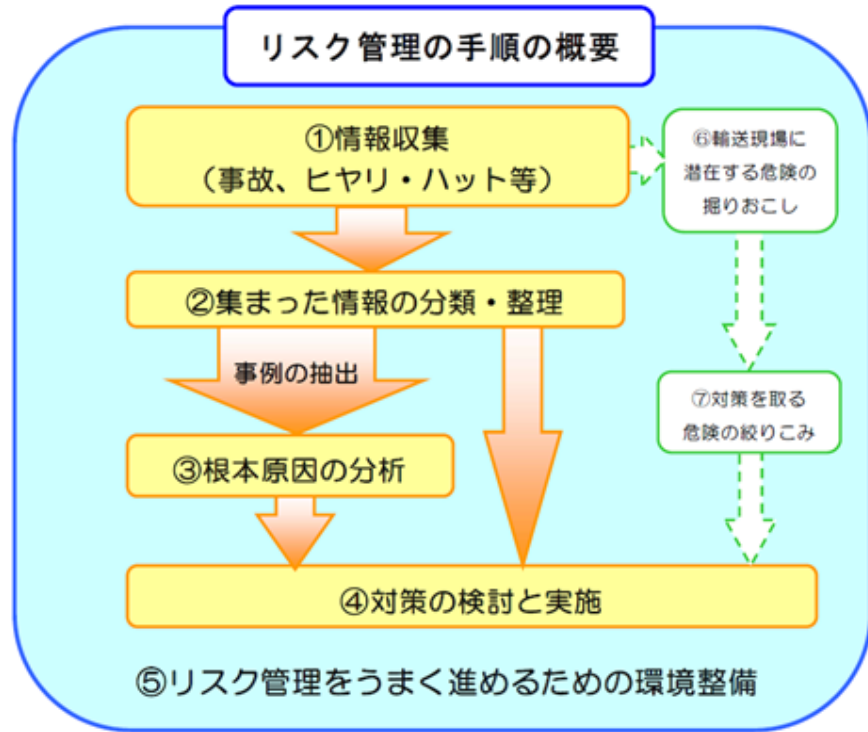 リスク管理の手順の概要
①情報収集
（事故、ヒヤリ・ハット等）
⑥輸送現場に
潜在する危険の
掘りおこし
②集まった情報の分類・整理
事例の抽出
⑦対策を取る
危険の絞りこみ
③根本原因の分析
④対策の検討と実施
⑤リスク管理をうまく進めるための環境整備